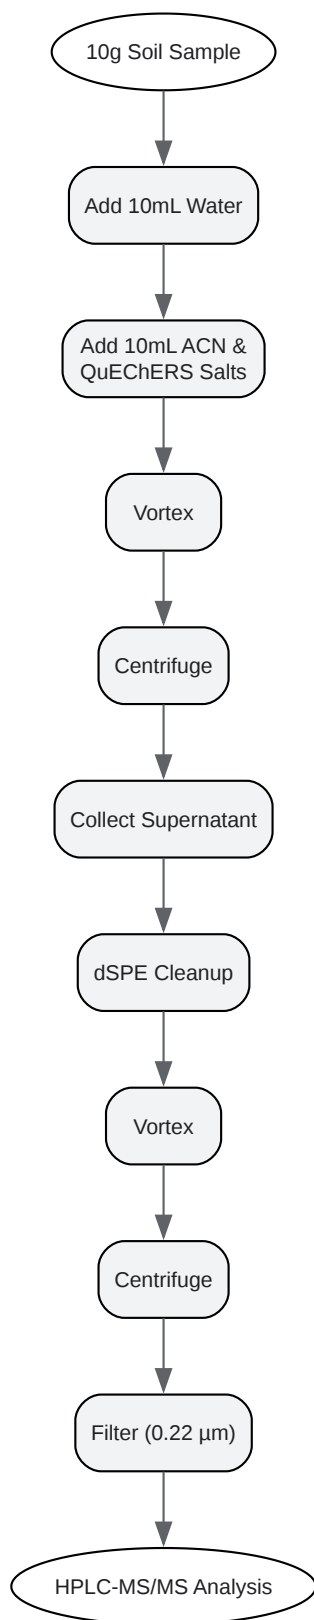 10g Soil Sample
Add 10mL Water
Add 10mL ACN &
QuEChERS Salts
Vortex
Centrifuge
Collect Supernatant
dSPE Cleanup
Vortex
Centrifuge
Filter (0.22 µm)
HPLC-MS/MS Analysis